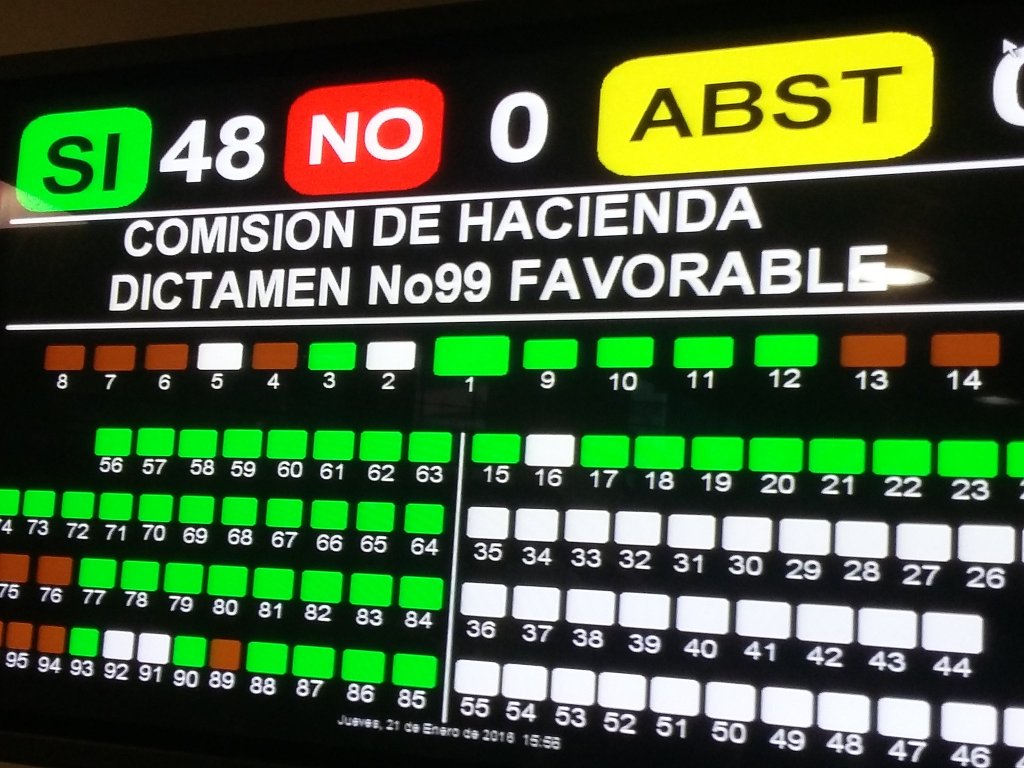 SI 48 NO 0 ABST
COMISION DE HACIENDA
DICTAMEN No99 FAVORABLE
8 7 6 5 4 3 2 1 9 10 11 12 13 14
56 57 58 59 60 61 62 63 15 16 17 18 19 20 21 22 23
73 72 71 70 69 68 67 66 65 64 35 34 33 32 31 30 29 28 27 26
75 76 77 78 79 80 81 82 83 84 36 37 38 39 40 41 42 43 44
95 94 93 92 91 90 89 88 87 86 85 55 54 53 52 51 50 49 48 47 46
Jueves, 21 de Enero de 2016 15:56